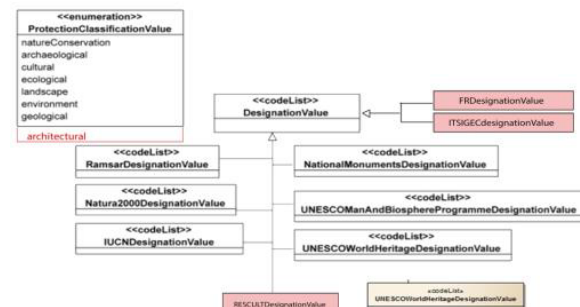 <<enumeration>>
ProtectionClassificationValue
natureConservation
archaeological
cultural
ecological
landscape
environment
geological
architectural
<<codeList>>
DesignationValue
FRDesignationValue
ITSIGECdesignationValue
<<codeList>>
RamsarDesignationValue
<<codeList>>
NationalMonumentsDesignationValue
<<codeList>>
Natura2000DesignationValue
<<codeList>>
UNESCOManAndBiosphereProgrammeDesignationValue
<<codeList>>
IUCNDesignationValue
<<codeList>>
UNESCOWorldHeritageDesignationValue
RESCULTDesignationValue
«codeList»
UNESCOWorldHeritageDesignationValue